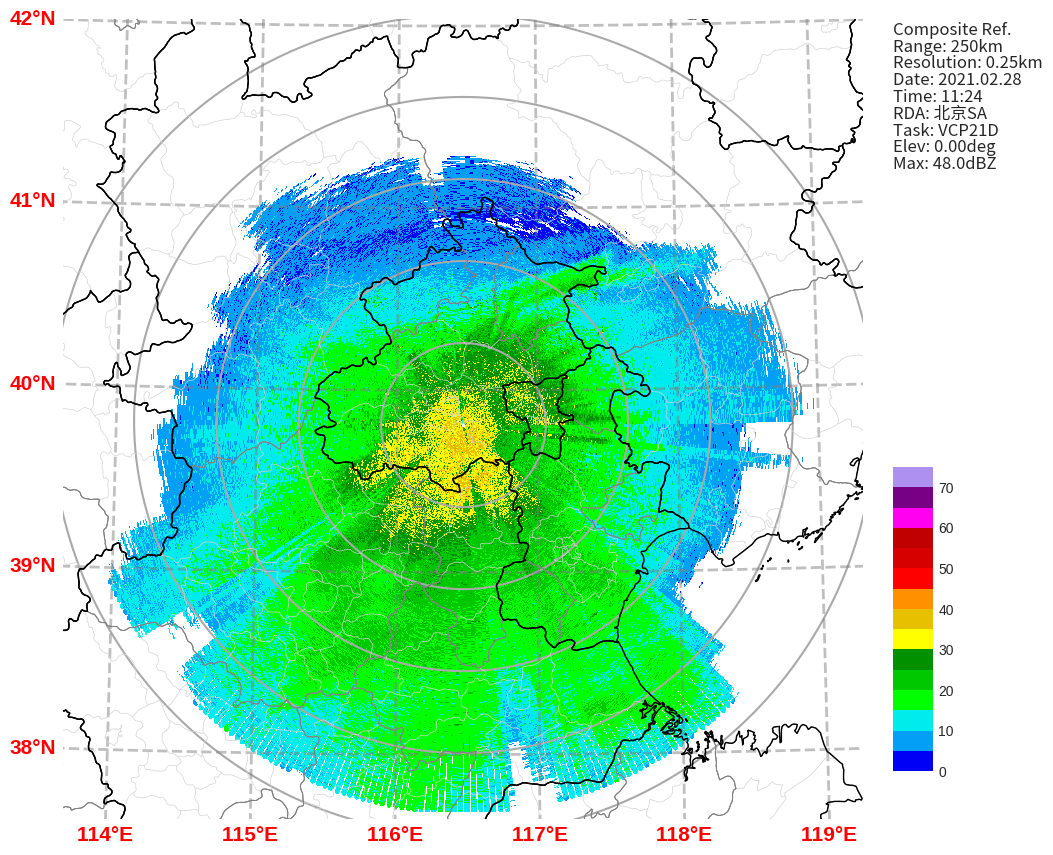 42°N
41°N
40°N
39°N
38°N
114°E 115°E 116°E 117°E 118°E 119°E
Composite Ref.
Range: 250km
Resolution: 0.25km
Date: 2021.02.28
Time: 11:24
RDA: 北京SA
Task: VCP21D
Elev: 0.00deg
Max: 48.0dBZ
70
60
50
40
30
20
10
0